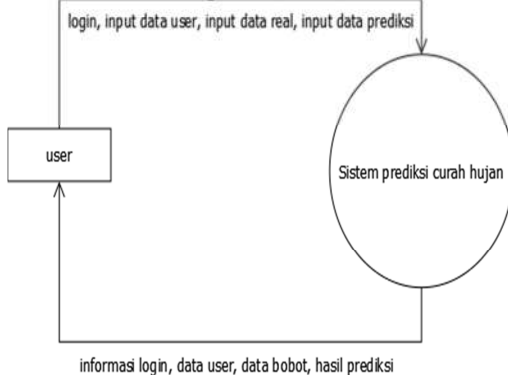 login, input data user, input data real, input data prediksi
user
Sistem prediksi curah hujan
informasi login, data user, data bobot, hasil prediksi